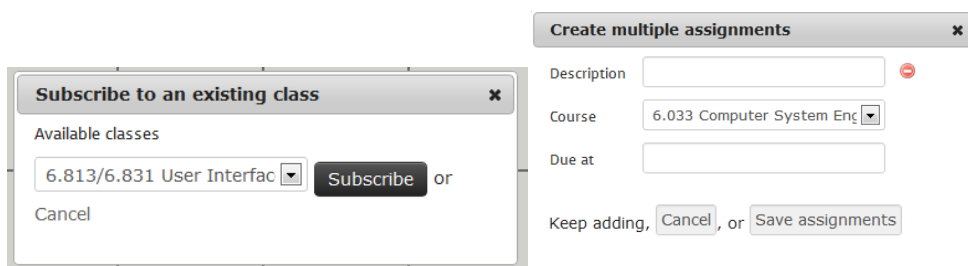 Subscribe to an existing class
Available classes
6.813/6.831 User Interfac
Subscribe or
Cancel
Create multiple assignments
Description
Course 6.033 Computer System Eng
Due at
Keep adding, Cancel, or Save assignments